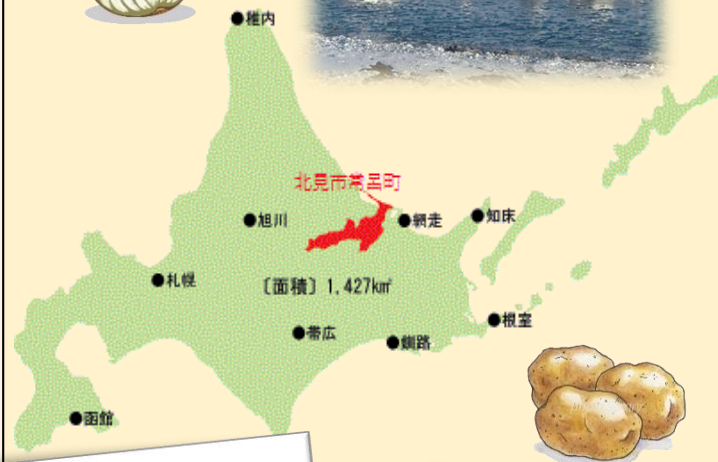 ●稚内
北見市常呂町
●旭川
●網走
●知床
●札幌
〔面積〕1,427k㎡
●根室
●帯広
●釧路
●函館